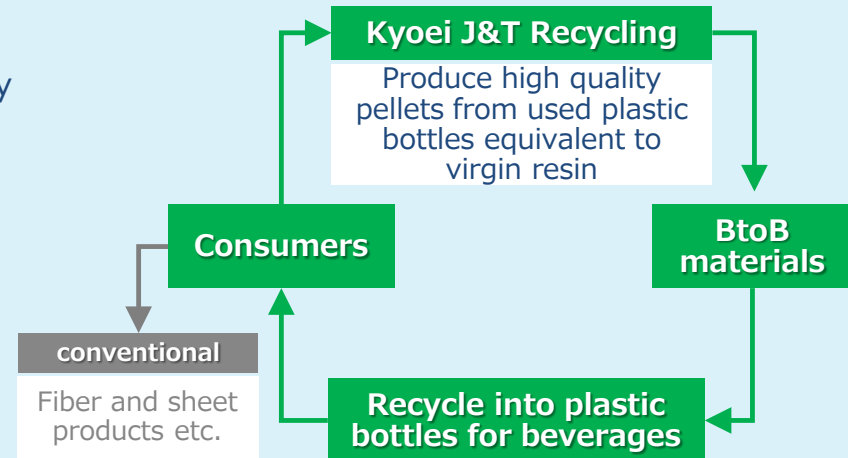 Kyoei J&T Recycling
Produce high quality
pellets from used plastic
bottles equivalent to
virgin resin
Consumers
BtoB
materials
conventional
Fiber and sheet
products etc.
Recycle into plastic
bottles for beverages